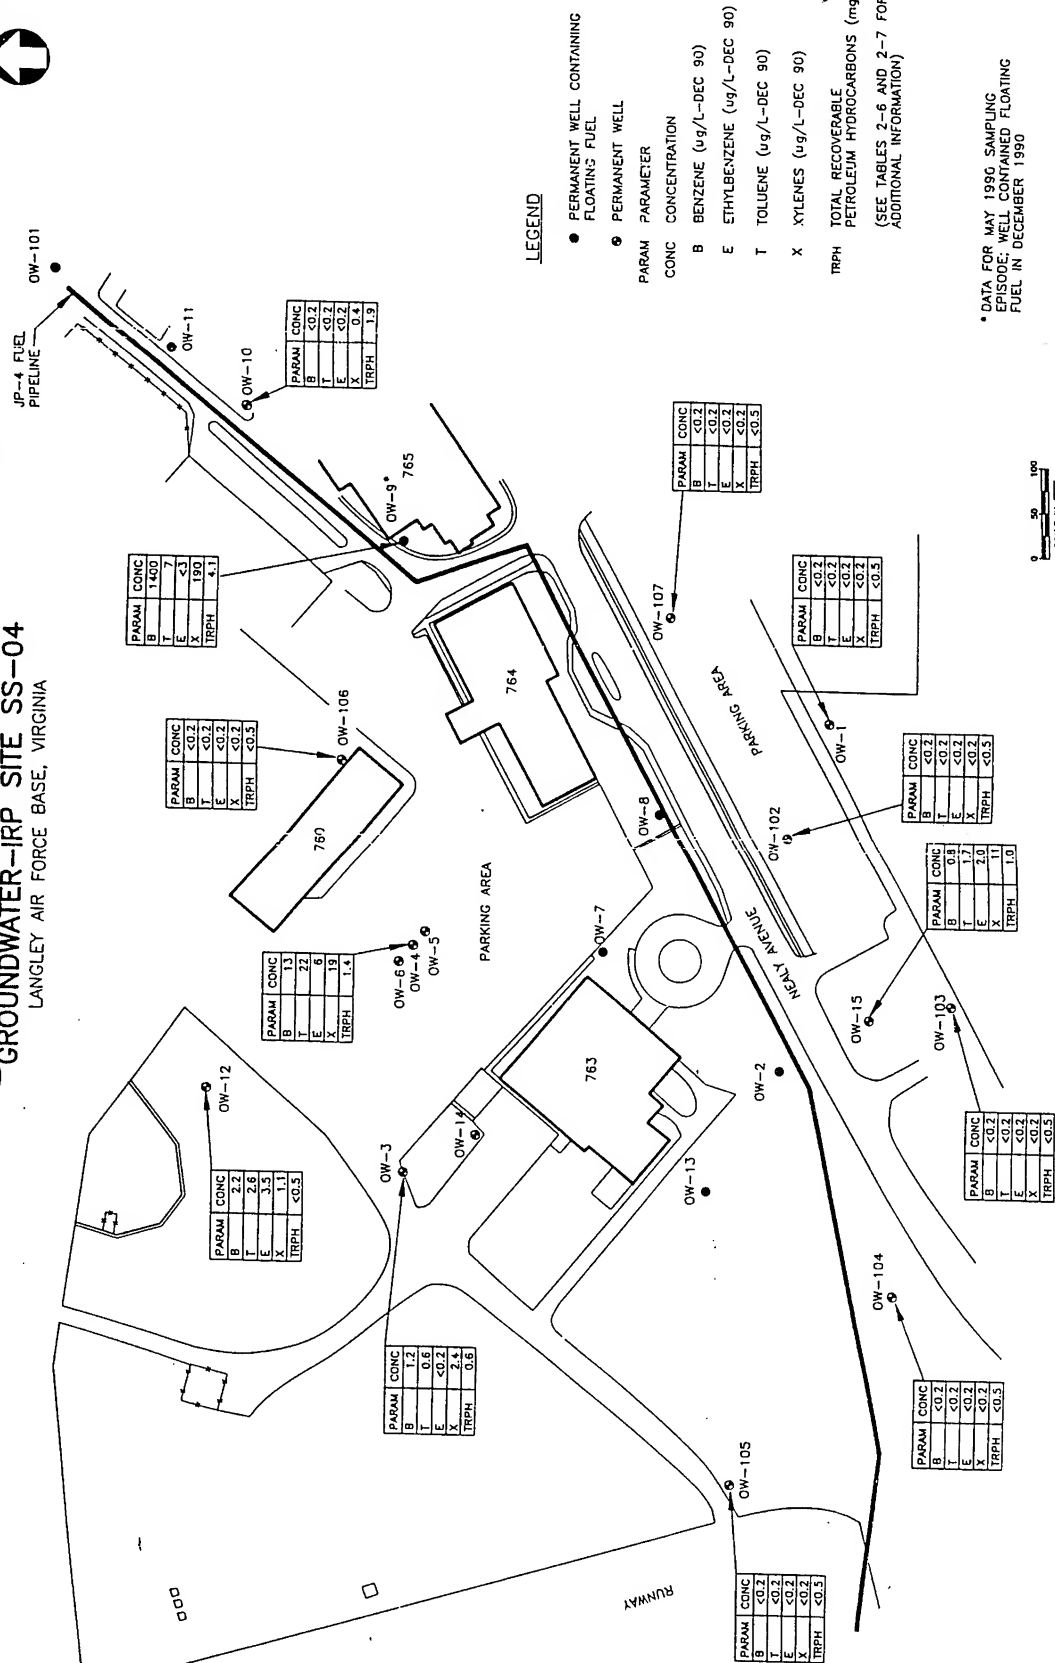 GROUNDWATER-IRP SITE SS-04
LANGLEY AIR FORCE BASE, VIRGINIA
JP-4 FUEL
PIPELINE
OW-101
OW-11
OW-10
PARAM CONC
B <0.2
T <0.2
E <0.2
X 0.4
TRPH 1.9
OW-9*
765
PARAM CONC
B 1400
T 7
E <3
X 190
TRPH 4.1
OW-106
PARAM CONC
B <0.2
T <0.2
E <0.2
X <0.2
TRPH <0.5
760
764
OW-107
PARAM CONC
B <0.2
T <0.2
E <0.2
X <0.2
TRPH <0.5
PARKING AREA
OW-1
PARAM CONC
B <0.2
T <0.2
E <0.2
X <0.2
TRPH <0.5
OW-8
OW-102
PARAM CONC
B <0.2
T <0.2
E <0.2
X <0.2
TRPH <0.5
PARKING AREA
OW-6
OW-4
OW-5
PARAM CONC
B 13
T 22
E 6
X 19
TRPH 1.4
OW-7
NEALY AVENUE
OW-15
PARAM CONC
B 0.8
T 1.7
E 2.0
X 11
TRPH 1.0
OW-103
PARAM CONC
B <0.2
T <0.2
E <0.2
X <0.2
TRPH <0.5
OW-12
PARAM CONC
B 2.2
T 2.6
E 3.5
X 1.1
TRPH <0.5
763
OW-2
OW-14
OW-3
PARAM CONC
B 1.2
T 0.6
E <0.2
X 2.4
TRPH 0.6
OW-13
OW-104
PARAM CONC
B <0.2
T <0.2
E <0.2
X <0.2
TRPH <0.5
OW-105
PARAM CONC
B <0.2
T <0.2
E <0.2
X <0.2
TRPH <0.5
RUNWAY
LEGEND
PERMANENT WELL CONTAINING
FLOATING FUEL
PERMANENT WELL
PARAM PARAMETER
CONC CONCENTRATION
B BENZENE (ug/L-DEC 90)
E ETHYLBENZENE (ug/L-DEC 90)
T TOLUENE (ug/L-DEC 90)
X XYLENES (ug/L-DEC 90)
TRPH TOTAL RECOVERABLE
PETROLEUM HYDROCARBONS (mg
(SEE TABLES 2-6 AND 2-7 FOR
ADDITIONAL INFORMATION)
* DATA FOR MAY 1990 SAMPLING
EPISODE; WELL CONTAINED FLOATING
FUEL IN DECEMBER 1990
0 50 100